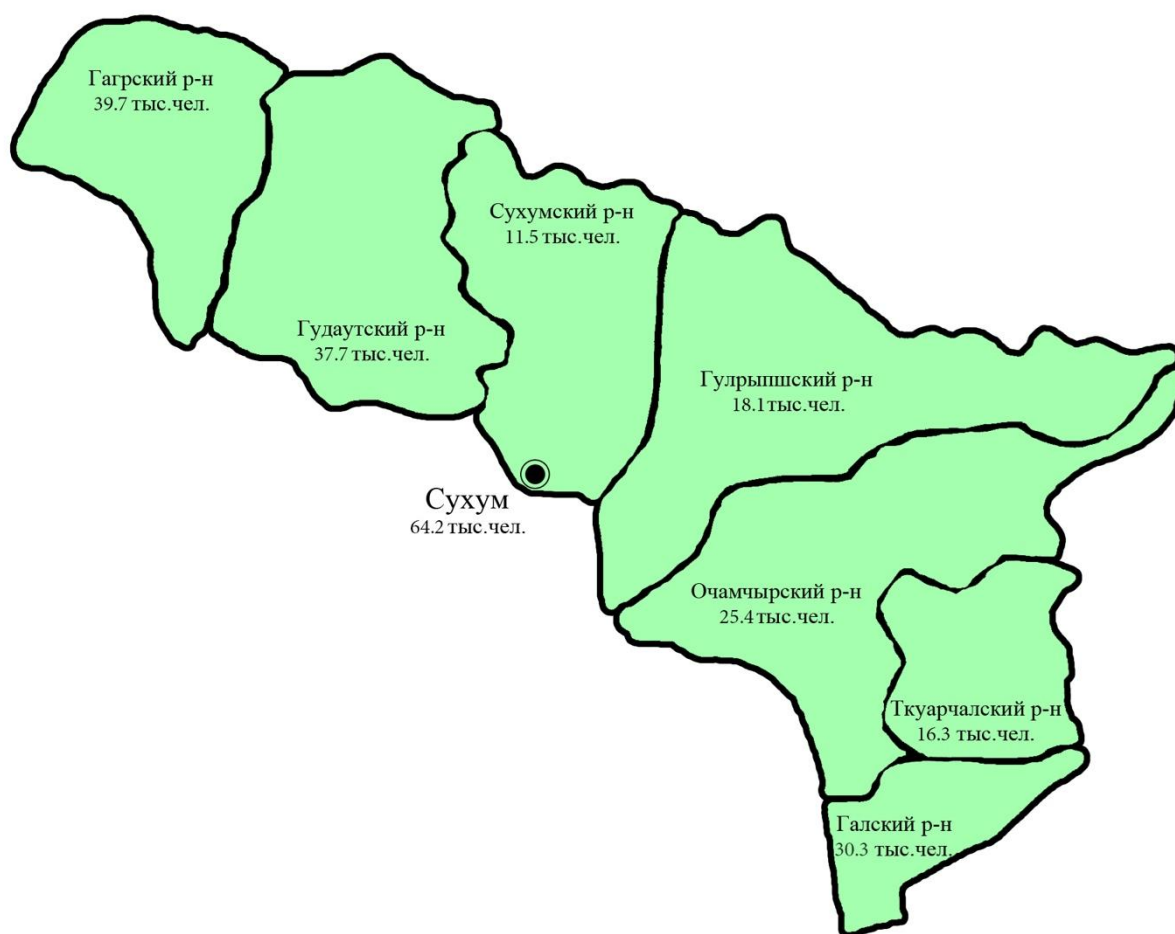 Гагрский р-н
39.7 тыс.чел.
Сухумский р-н
11.5 тыс.чел.
Гудаутский р-н
37.7 тыс.чел.
Гулрыпшский р-н
18.1тыс.чел.
Сухум
64.2 тыс.чел.
Очамчырский р-н
25.4 тыс.чел.
Ткуарчалский р-н
16.3 тыс.чел.
Галский р-н
30.3 тыс.чел.